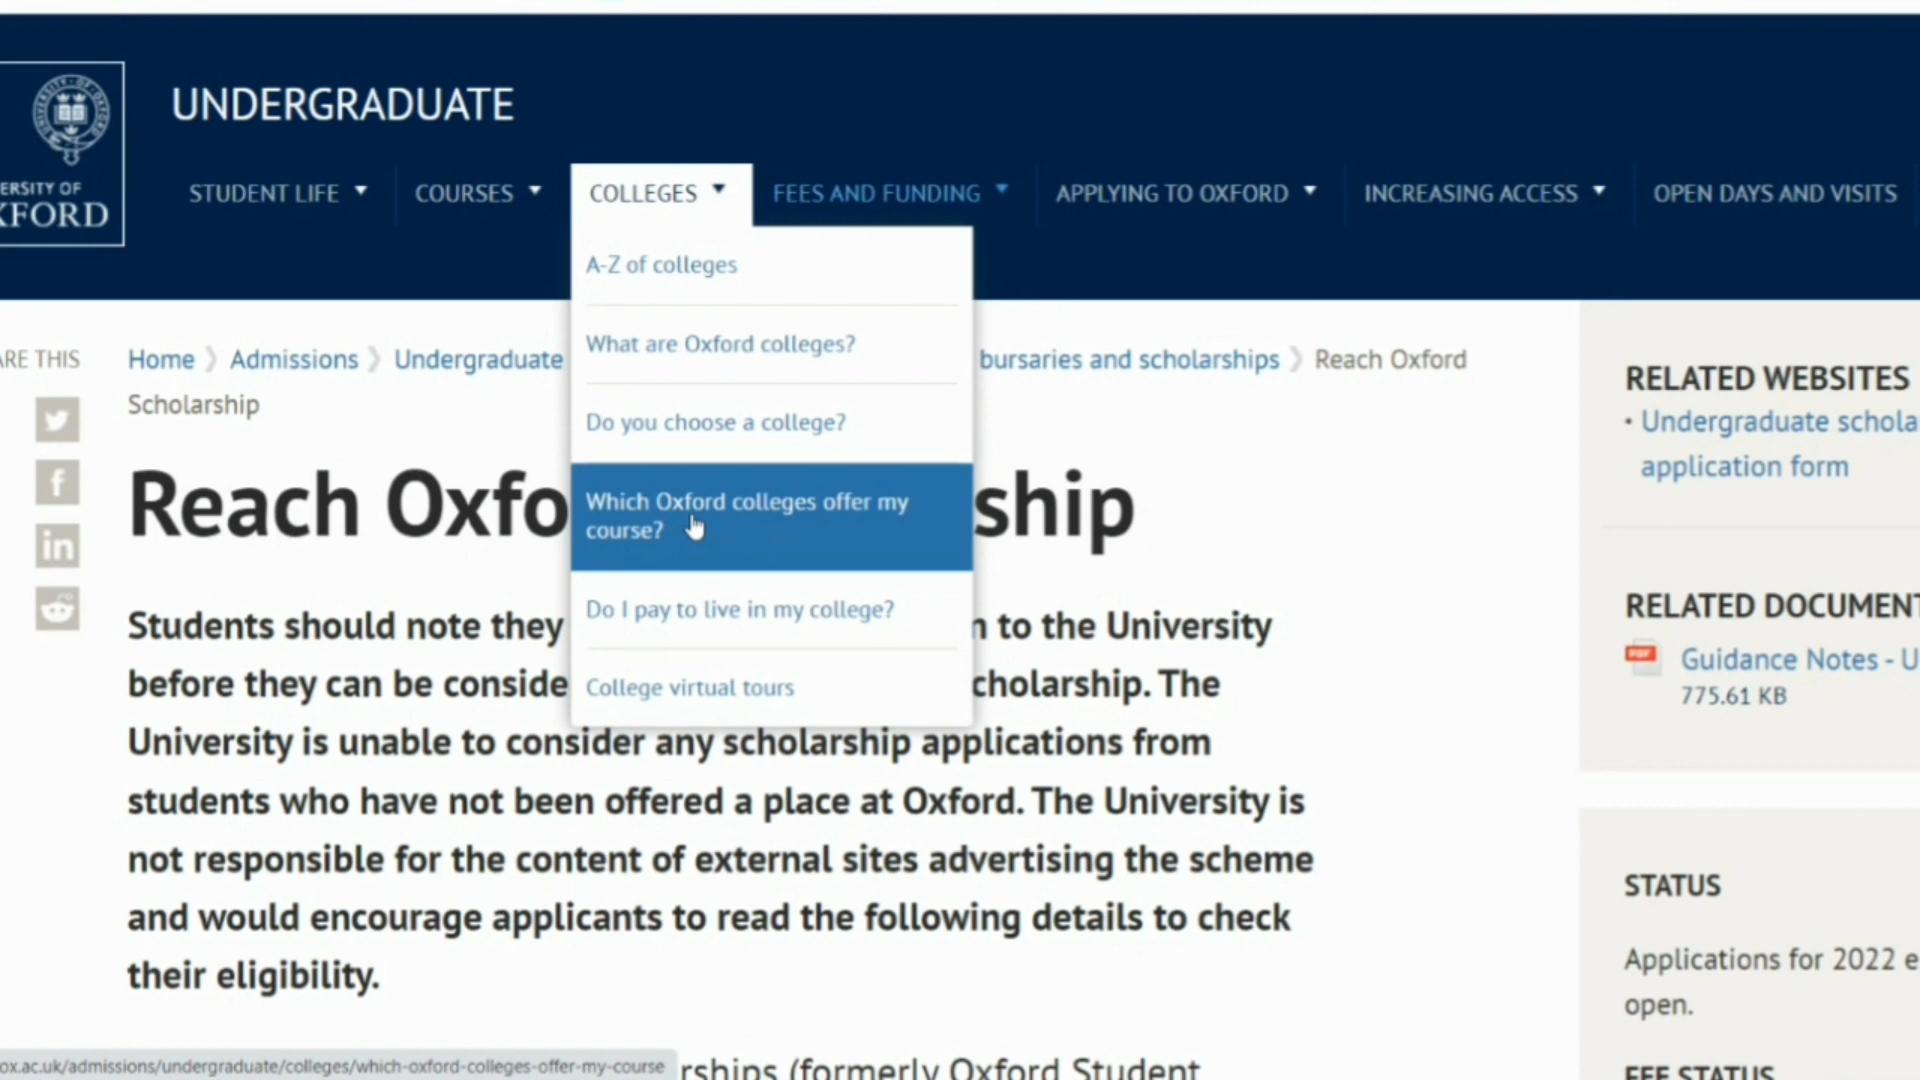 UNDERGRADUATE
ERSITY OF
XFORD
STUDENT LIFE
COURSES
COLLEGES
FEES AND FUNDING
APPLYING TO OXFORD
INCREASING ACCESS
OPEN DAYS AND VISITS
A-Z of colleges
What are Oxford colleges?
Do you choose a college?
Which Oxford colleges offer my
course?
Do I pay to live in my college?
College virtual tours
ARE THIS
Home > Admissions > Undergraduate bursaries and scholarships > Reach Oxford
Scholarship
Reach Oxfo ship
Students should note they n to the University
before they can be conside cholarship. The
University is unable to consider any scholarship applications from
students who have not been offered a place at Oxford. The University is
not responsible for the content of external sites advertising the scheme
and would encourage applicants to read the following details to check
their eligibility.
rships (formerly Oxford Student
RELATED WEBSITES
• Undergraduate schola
application form
RELATED DOCUMENT
PDF
Guidance Notes - U
775.61 KB
STATUS
Applications for 2022 e
open.
FEE STATUS
ox.ac.uk/admissions/undergraduate/colleges/which-oxford-colleges-offer-my-course